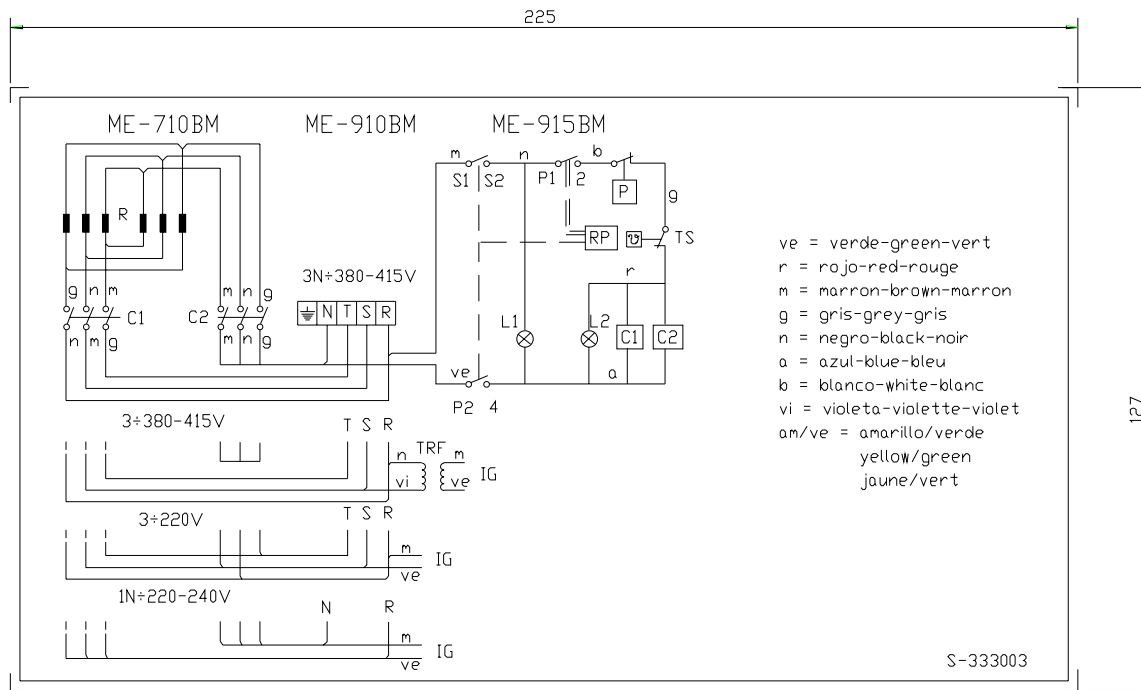 225
ME-710BM ME-910BM ME-915BM
m n b
S1 S2 P1 2
P
g
R
RP TS
3N÷380-415V
r
g n m m n g
C1 C2 N T S R
L1 L2 C1 C2
n m g m n g
ve a
P2 4
ve = verde-green-vert
r = rojo-red-rouge
m = marron-brown-marron
g = gris-grey-gris
n = negro-black-noir
a = azul-blue-bleu
b = blanco-white-blanc
vi = violeta-violette-violet
am/ve = amarillo/verde
yellow/green
jaune/vert
127
3÷380-415V T S R
n TRF m
vi ve IG
3÷220V T S R
m IG
ve
1N÷220-240V N R
m IG
ve
S-333003